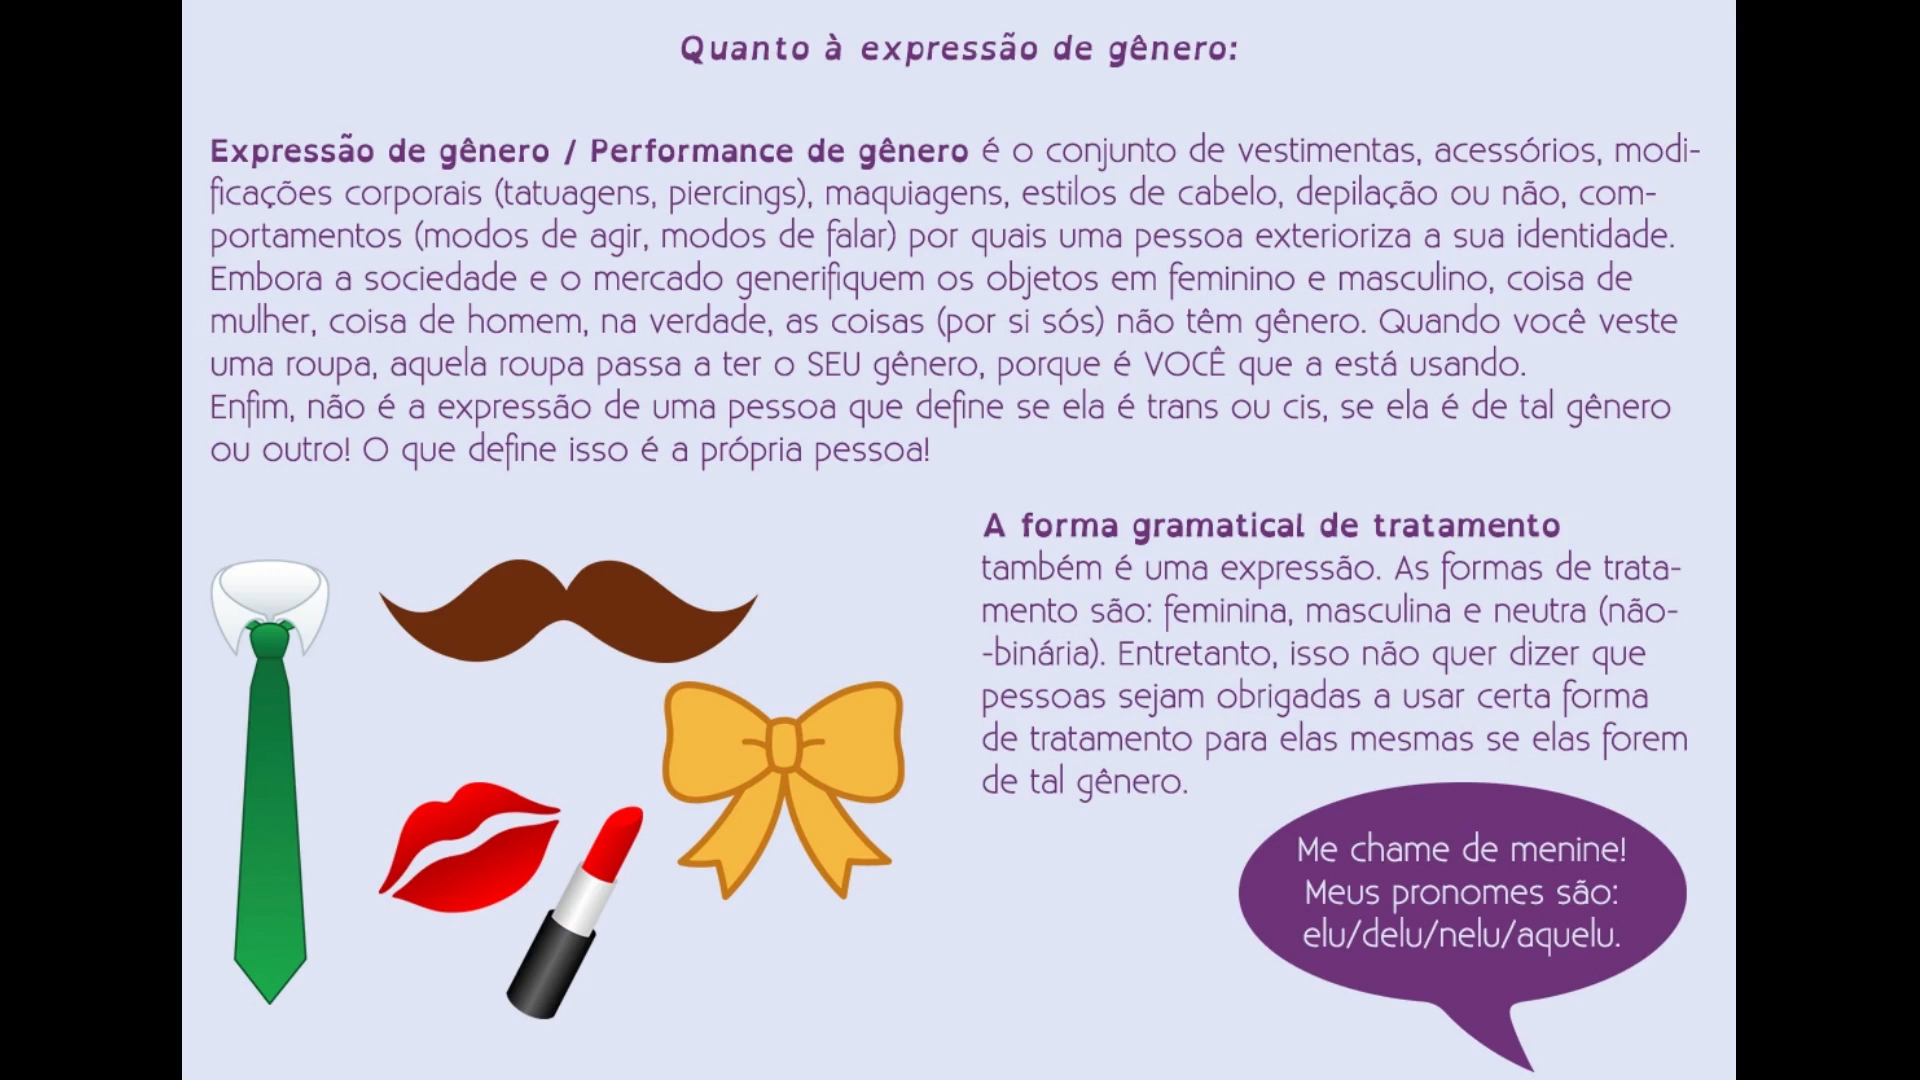 Quanto à expressão de gênero:
Expressão de gênero / Performance de gênero é o conjunto de vestimentas, acessórios, modi-
ficações corporais (tatuagens, piercings), maquiagens, estilos de cabelo, depilação ou não, com-
portamentos (modos de agir, modos de falar) por quais uma pessoa exterioriza a sua identidade.
Embora a sociedade e o mercado generifiquem os objetos em feminino e masculino, coisa de
mulher, coisa de homem, na verdade, as coisas (por si sós) não têm gênero. Quando você veste
uma roupa, aquela roupa passa a ter o SEU gênero, porque é VOCÊ que a está usando.
Enfim, não é a expressão de uma pessoa que define se ela é trans ou cis, se ela é de tal gênero
ou outro! O que define isso é a própria pessoa!
A forma gramatical de tratamento
também é uma expressão. As formas de trata-
mento são: feminina, masculina e neutra (não-
-binária). Entretanto, isso não quer dizer que
pessoas sejam obrigadas a usar certa forma
de tratamento para elas mesmas se elas forem
de tal gênero.
Me chame de menine!
Meus pronomes são:
elu/delu/nelu/aquelu.